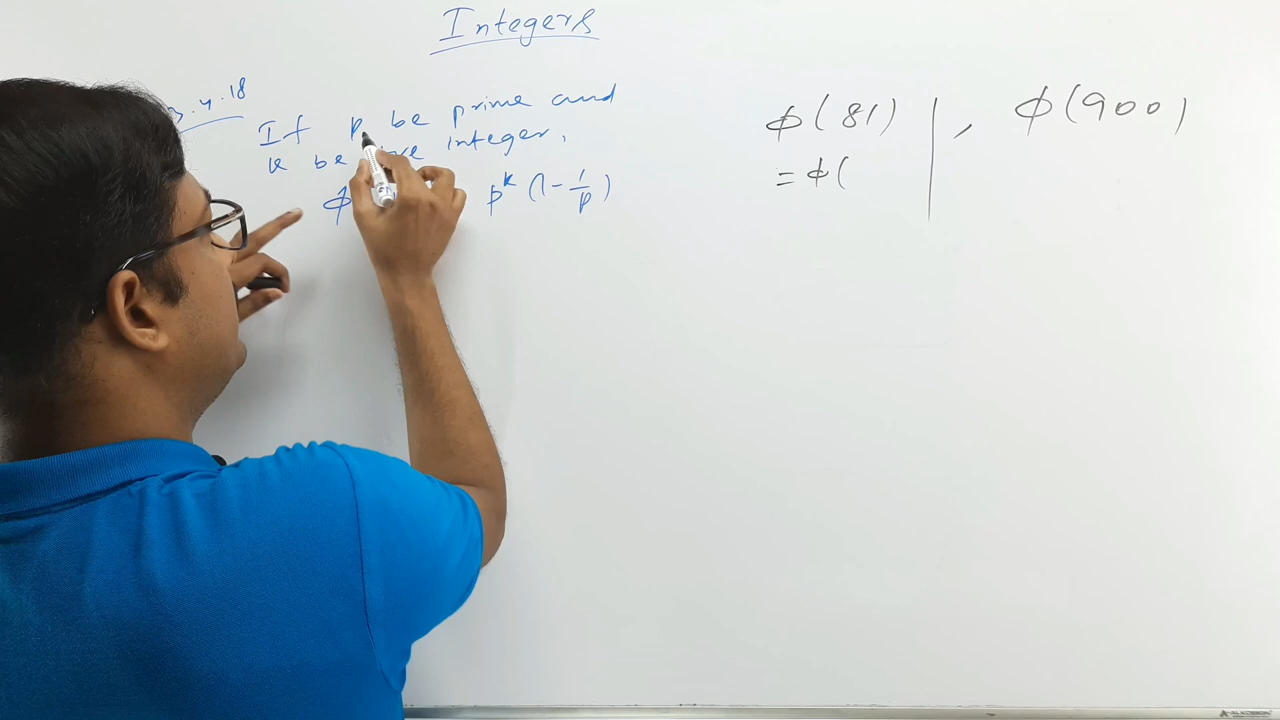 Integers
.4.18
If p be prime and
k be integer,
φ p^k (1 - 1/p)
φ(81) , φ(900)
= φ(